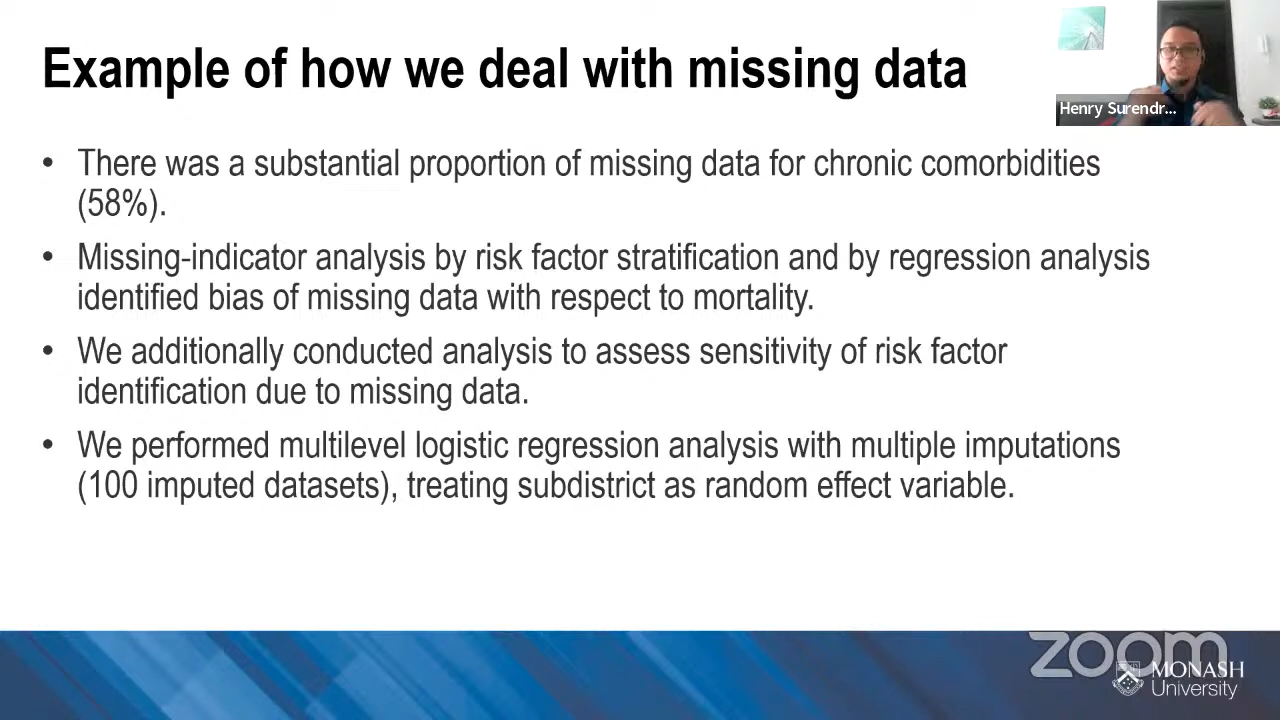 Example of how we deal with missing data
Henry Surendr...
• There was a substantial proportion of missing data for chronic comorbidities
(58%).
• Missing-indicator analysis by risk factor stratification and by regression analysis
identified bias of missing data with respect to mortality.
• We additionally conducted analysis to assess sensitivity of risk factor
identification due to missing data.
• We performed multilevel logistic regression analysis with multiple imputations
(100 imputed datasets), treating subdistrict as random effect variable.
zoom
MONASH
University